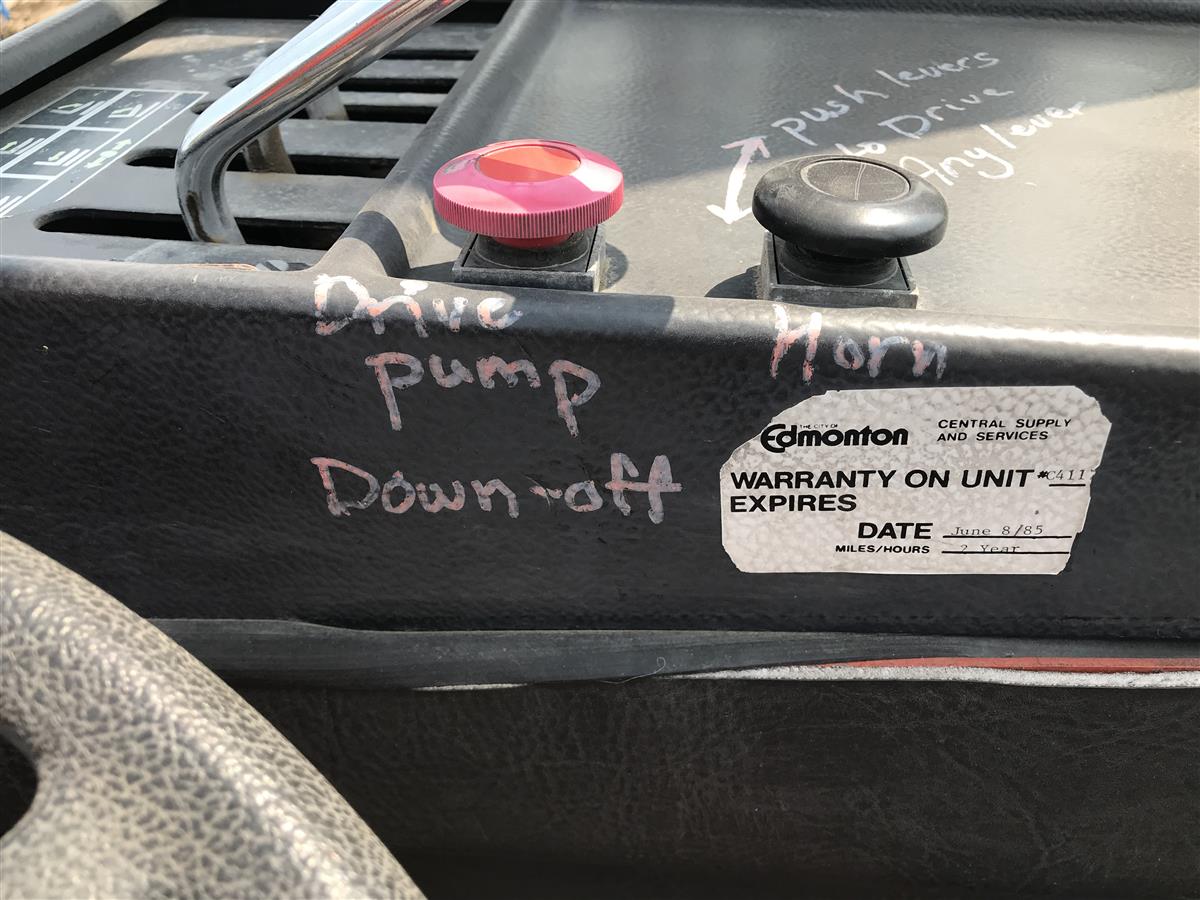 push levers
to Drive
Any lever
Drive
pump
Down-off
Horn
THE CITY OF
Edmonton
CENTRAL SUPPLY
AND SERVICES
WARRANTY ON UNIT #C411
EXPIRES
DATE June 8/85
MILES/HOURS 2 Year